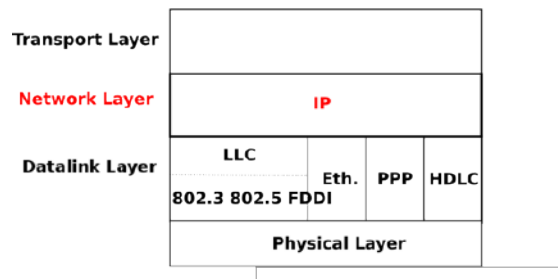 Transport Layer
Network Layer
IP
Datalink Layer
LLC
802.3 802.5 FDDI
Eth.
PPP
HDLC
Physical Layer